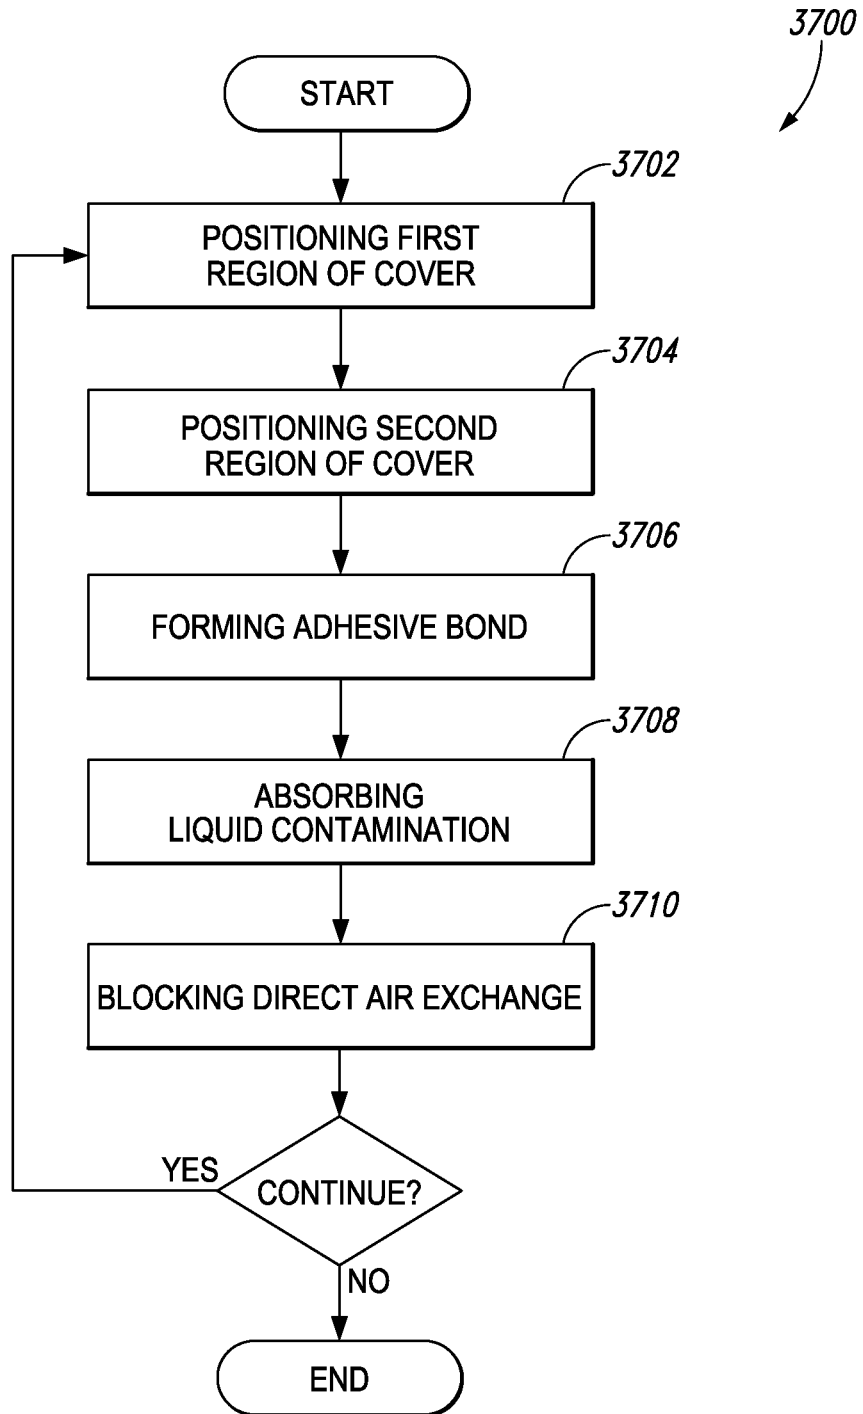 3700
START
3702
POSITIONING FIRST
REGION OF COVER
3704
POSITIONING SECOND
REGION OF COVER
3706
FORMING ADHESIVE BOND
3708
ABSORBING
LIQUID CONTAMINATION
3710
BLOCKING DIRECT AIR EXCHANGE
YES
CONTINUE?
NO
END